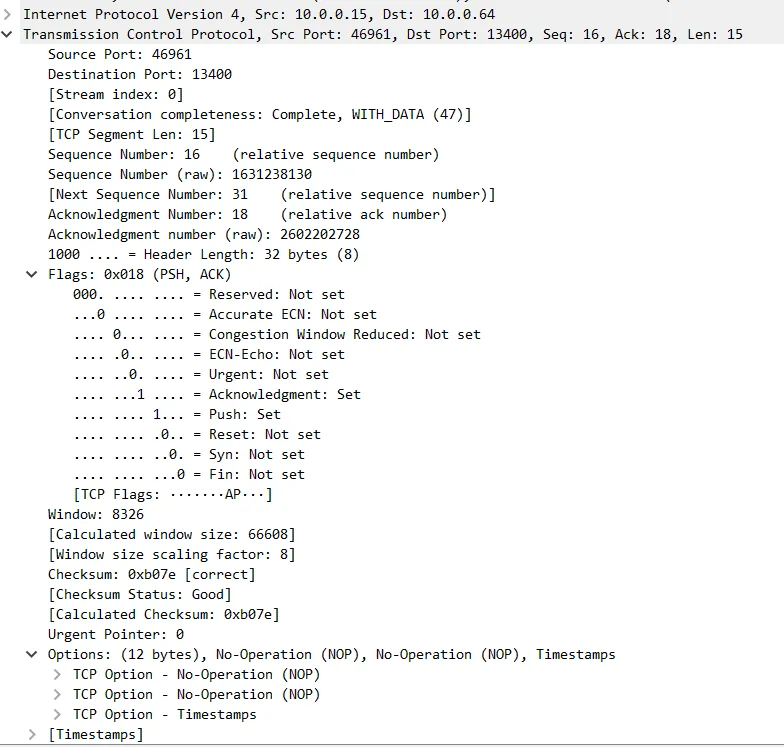 Internet Protocol Version 4, Src: 10.0.0.15, Dst: 10.0.0.64
Transmission Control Protocol, Src Port: 46961, Dst Port: 13400, Seq: 16, Ack: 18, Len: 15
Source Port: 46961
Destination Port: 13400
[Stream index: 0]
[Conversation completeness: Complete, WITH_DATA (47)]
[TCP Segment Len: 15]
Sequence Number: 16    (relative sequence number)
Sequence Number (raw): 1631238130
[Next Sequence Number: 31    (relative sequence number)]
Acknowledgment Number: 18    (relative ack number)
Acknowledgment number (raw): 2602202728
1000 .... = Header Length: 32 bytes (8)
Flags: 0x018 (PSH, ACK)
000. .... .... = Reserved: Not set
...0 .... .... = Accurate ECN: Not set
.... 0... .... = Congestion Window Reduced: Not set
.... .0.. .... = ECN-Echo: Not set
.... ..0. .... = Urgent: Not set
.... ...1 .... = Acknowledgment: Set
.... .... 1... = Push: Set
.... .... .0.. = Reset: Not set
.... .... ..0. = Syn: Not set
.... .... ...0 = Fin: Not set
[TCP Flags: ·······AP···]
Window: 8326
[Calculated window size: 66608]
[Window size scaling factor: 8]
Checksum: 0xb07e [correct]
[Checksum Status: Good]
[Calculated Checksum: 0xb07e]
Urgent Pointer: 0
Options: (12 bytes), No-Operation (NOP), No-Operation (NOP), Timestamps
TCP Option - No-Operation (NOP)
TCP Option - No-Operation (NOP)
TCP Option - Timestamps
[Timestamps]